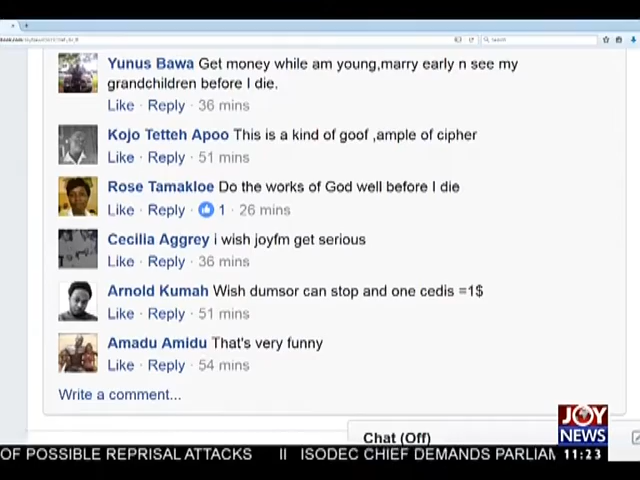 Search
Yunus Bawa Get money while am young,marry early n see my
grandchildren before I die.
Like · Reply · 36 mins
Kojo Tetteh Apoo This is a kind of goof ,ample of cipher
Like · Reply · 51 mins
Rose Tamakloe Do the works of God well before I die
Like · Reply · 1 · 26 mins
Cecilia Aggrey i wish joyfm get serious
Like · Reply · 36 mins
Arnold Kumah Wish dumsor can stop and one cedis =1$
Like · Reply · 51 mins
Amadu Amidu That's very funny
Like · Reply · 54 mins
Write a comment...
Chat (Off)
JOY
NEWS
OF POSSIBLE REPRISAL ATTACKS II ISODEC CHIEF DEMANDS PARLIAM
11:23